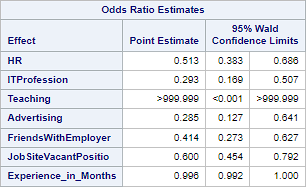 Odds Ratio Estimates
Effect Point Estimate 95% Wald
Confidence Limits
HR 0.513 0.383 0.686
ITProfession 0.293 0.169 0.507
Teaching >999.999 <0.001 >999.999
Advertising 0.285 0.127 0.641
FriendsWithEmployer 0.414 0.273 0.627
JobSiteVacantPositio 0.600 0.454 0.792
Experience_in_Months 0.996 0.992 1.000